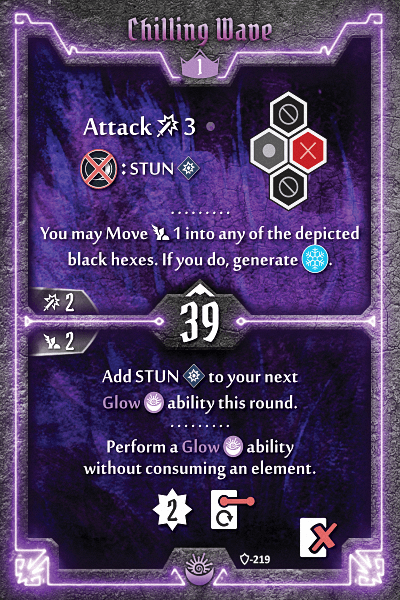 Chilling Wave
1
Attack 3
: STUN
You may Move 1 into any of the depicted
black hexes. If you do, generate .
2
39
2
Add STUN to your next
Glow ability this round.
Perform a Glow ability
without consuming an element.
2
-219